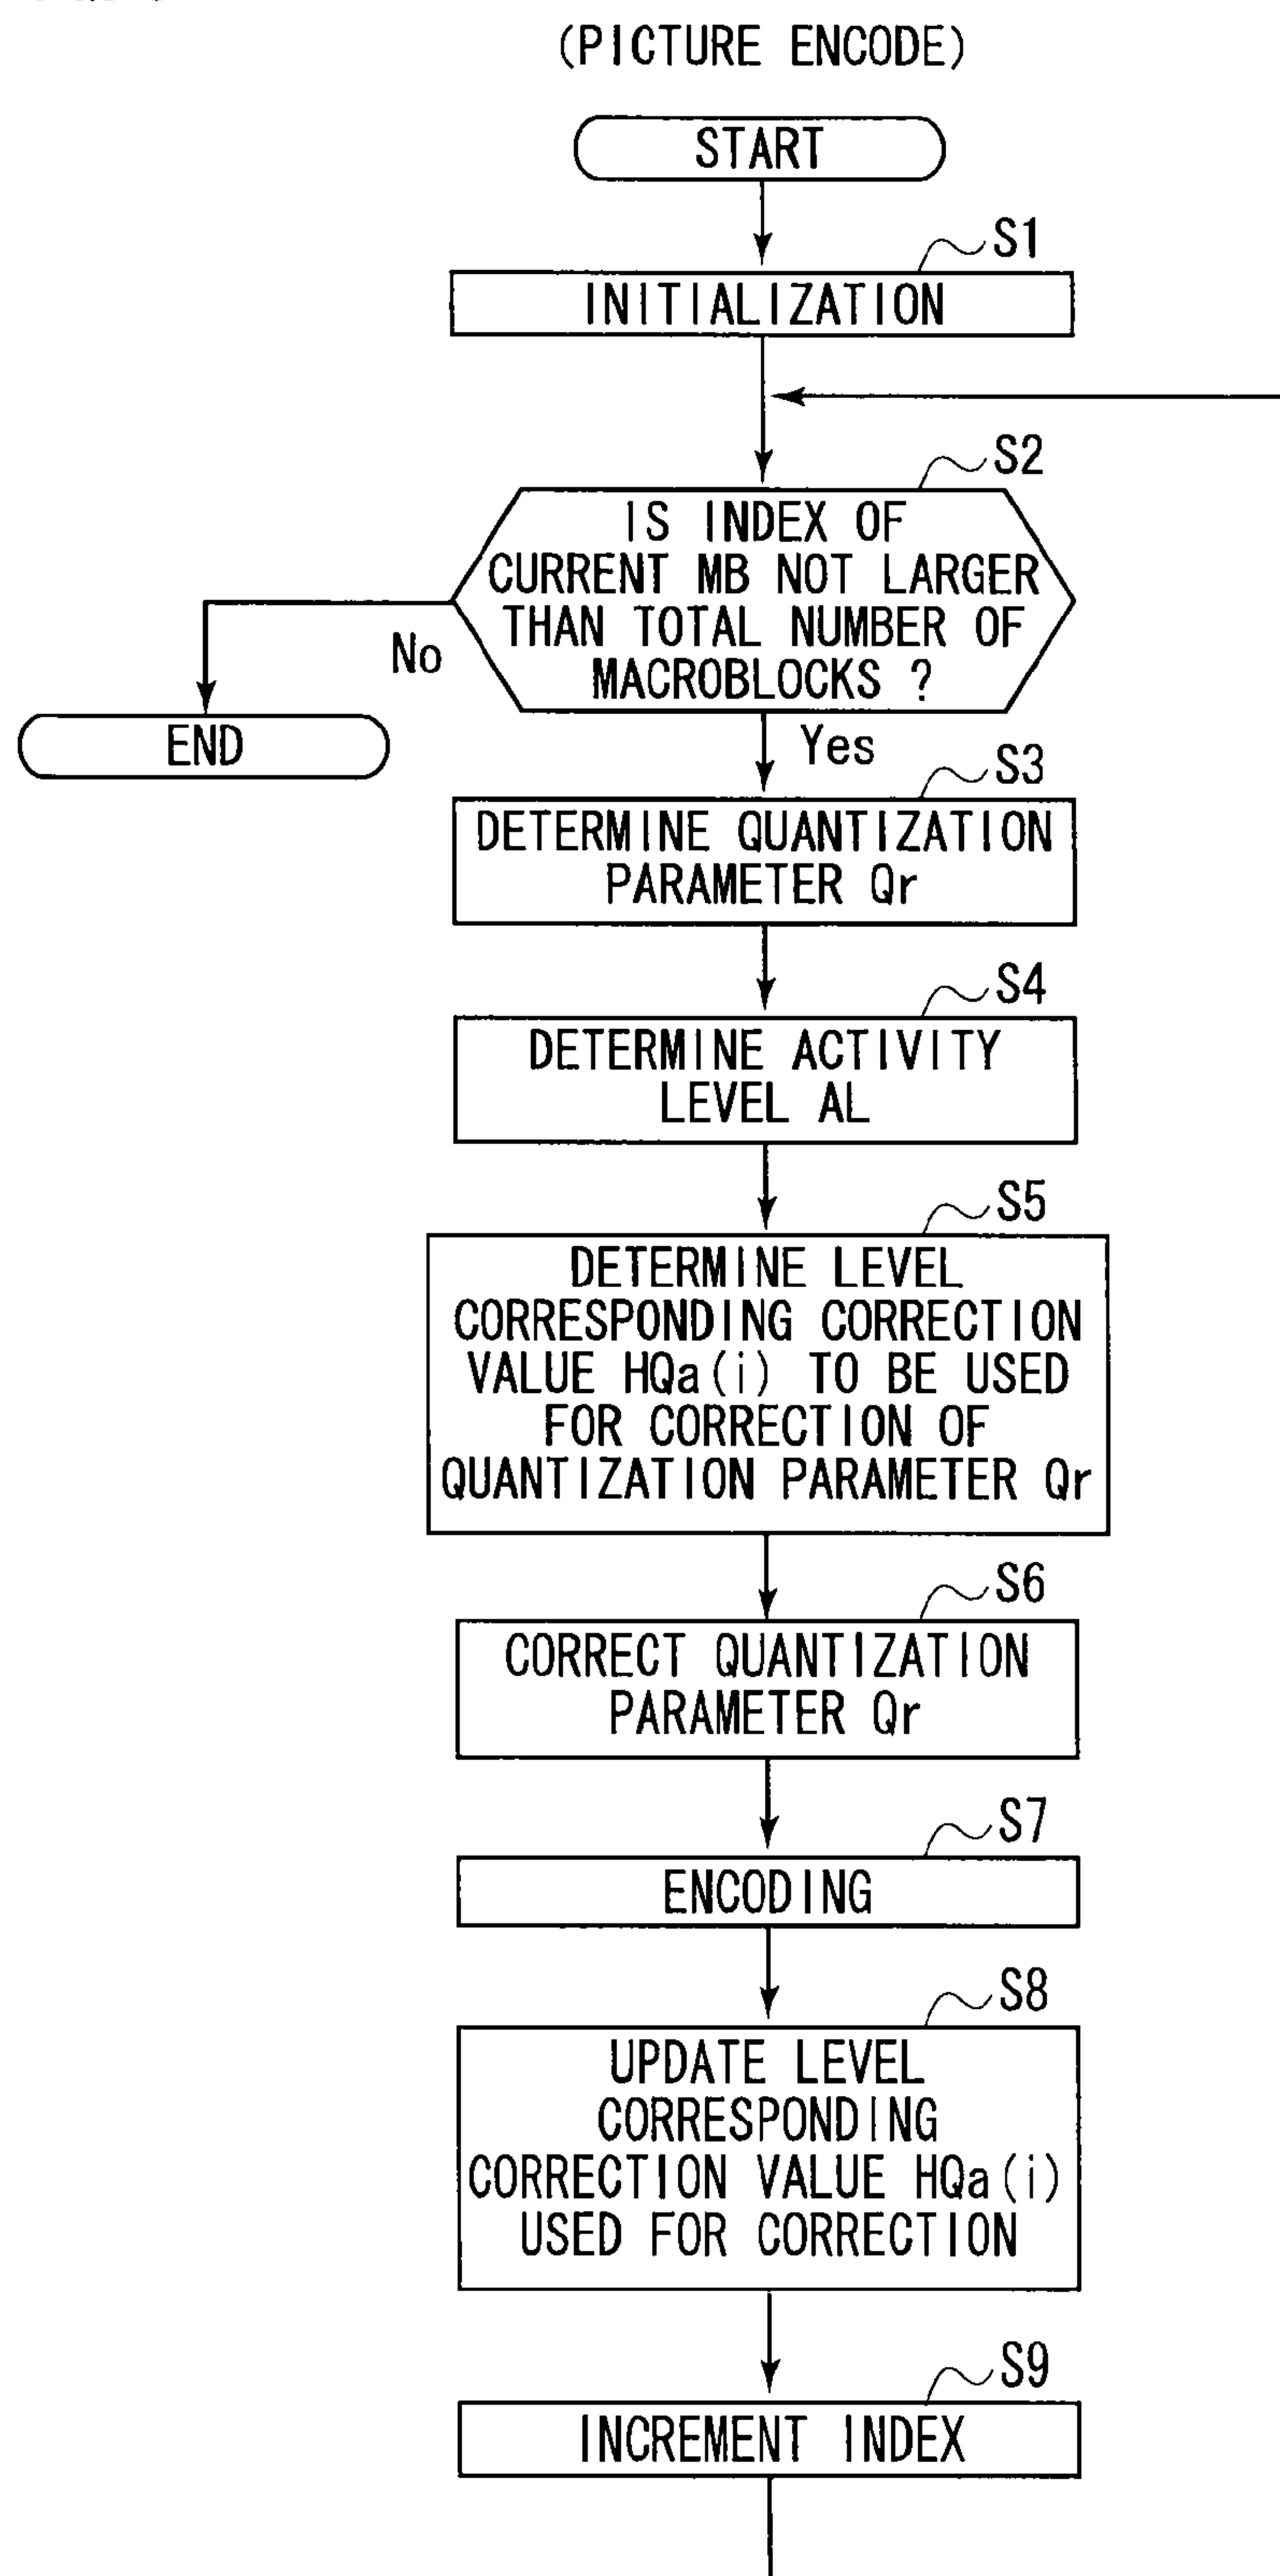 (PICTURE ENCODE)
START
S1
INITIALIZATION
S2
IS INDEX OF
CURRENT MB NOT LARGER
THAN TOTAL NUMBER OF
MACROBLOCKS ?
No
END
Yes
S3
DETERMINE QUANTIZATION
PARAMETER Qr
S4
DETERMINE ACTIVITY
LEVEL AL
S5
DETERMINE LEVEL
CORRESPONDING CORRECTION
VALUE HQa(i) TO BE USED
FOR CORRECTION OF
QUANTIZATION PARAMETER Qr
S6
CORRECT QUANTIZATION
PARAMETER Qr
S7
ENCODING
S8
UPDATE LEVEL
CORRESPONDING
CORRECTION VALUE HQa(i)
USED FOR CORRECTION
S9
INCREMENT INDEX